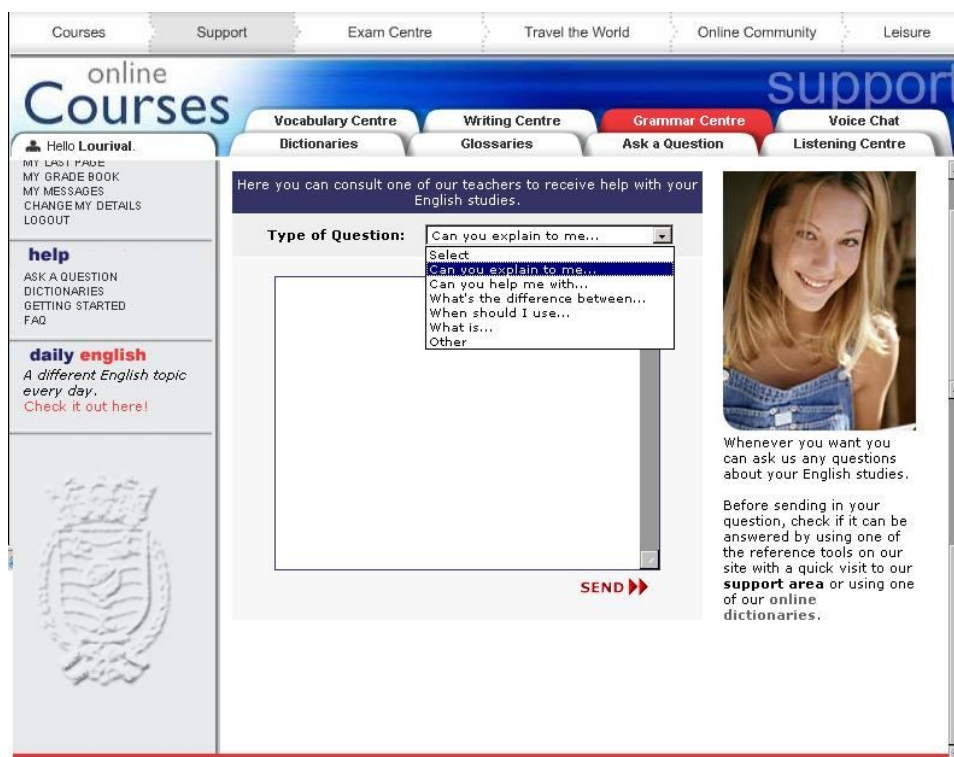 Courses Support Exam Centre Travel the World Online Community Leisure
online
Courses
support
Vocabulary Centre Writing Centre Grammar Centre Voice Chat
Hello Lourival. Dictionaries Glossaries Ask a Question Listening Centre
MY LAST PAGE
MY GRADE BOOK
MY MESSAGES
CHANGE MY DETAILS
LOGOUT
help
ASK A QUESTION
DICTIONARIES
GETTING STARTED
FAQ
daily english
A different English topic
every day.
Check it out here!
Here you can consult one of our teachers to receive help with your
English studies.
Type of Question: Can you explain to me...
Select
Can you explain to me...
Can you help me with...
What's the difference between...
When should I use...
What is...
Other
SEND
Whenever you want you
can ask us any questions
about your English studies.
Before sending in your
question, check if it can be
answered by using one of
the reference tools on our
site with a quick visit to our
support area or using one
of our online
dictionaries.